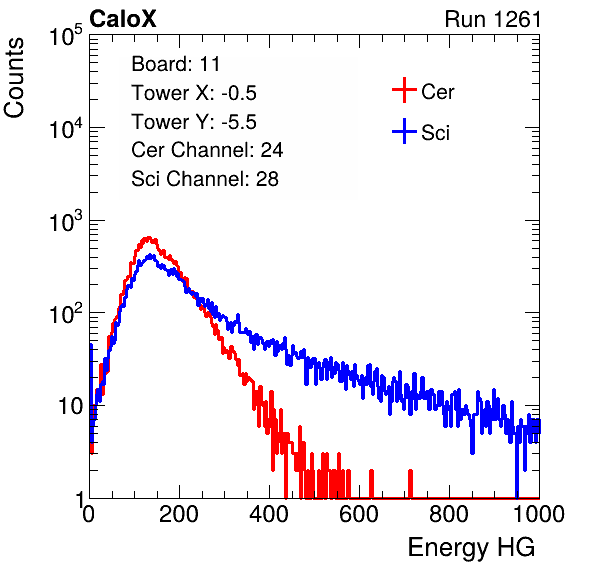 CaloX Run 1261
Counts
10^5
10^4
10^3
10^2
10
1
Board: 11
Tower X: -0.5
Tower Y: -5.5
Cer Channel: 24
Sci Channel: 28
Cer
Sci
0 200 400 600 800 1000
Energy HG